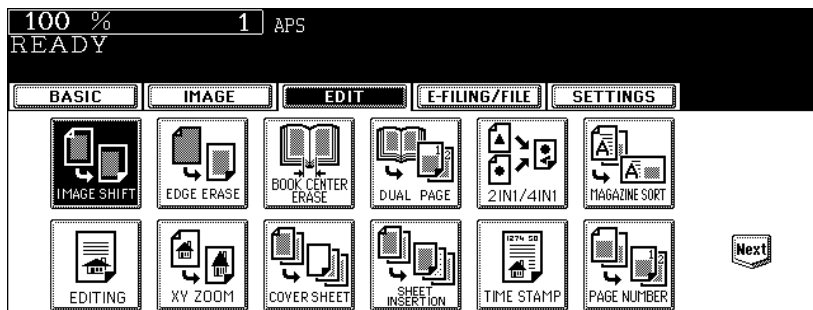 100 % 1 APS
READY
BASIC IMAGE EDIT E-FILING/FILE SETTINGS
IMAGE SHIFT EDGE ERASE BOOK CENTER ERASE DUAL PAGE 2IN1/4IN1 MAGAZINE SORT
EDITING XY ZOOM COVER SHEET SHEET INSERTION TIME STAMP PAGE NUMBER
Next